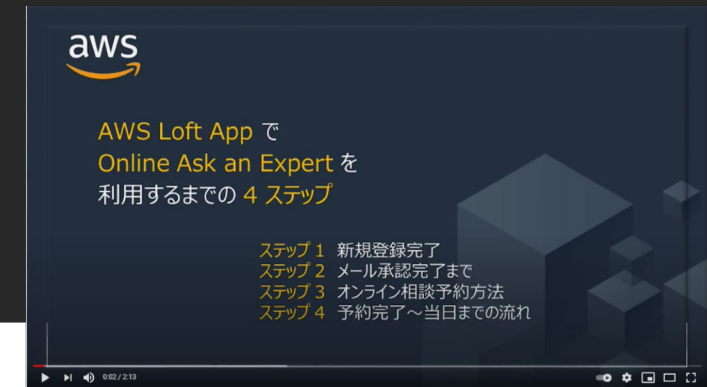 aws
AWS Loft App で
Online Ask an Expert を
利用するまでの 4 ステップ
ステップ 1 新規登録完了
ステップ 2 メール承認完了まで
ステップ 3 オンライン相談予約方法
ステップ 4 予約完了～当日までの流れ
0:02 / 2:13